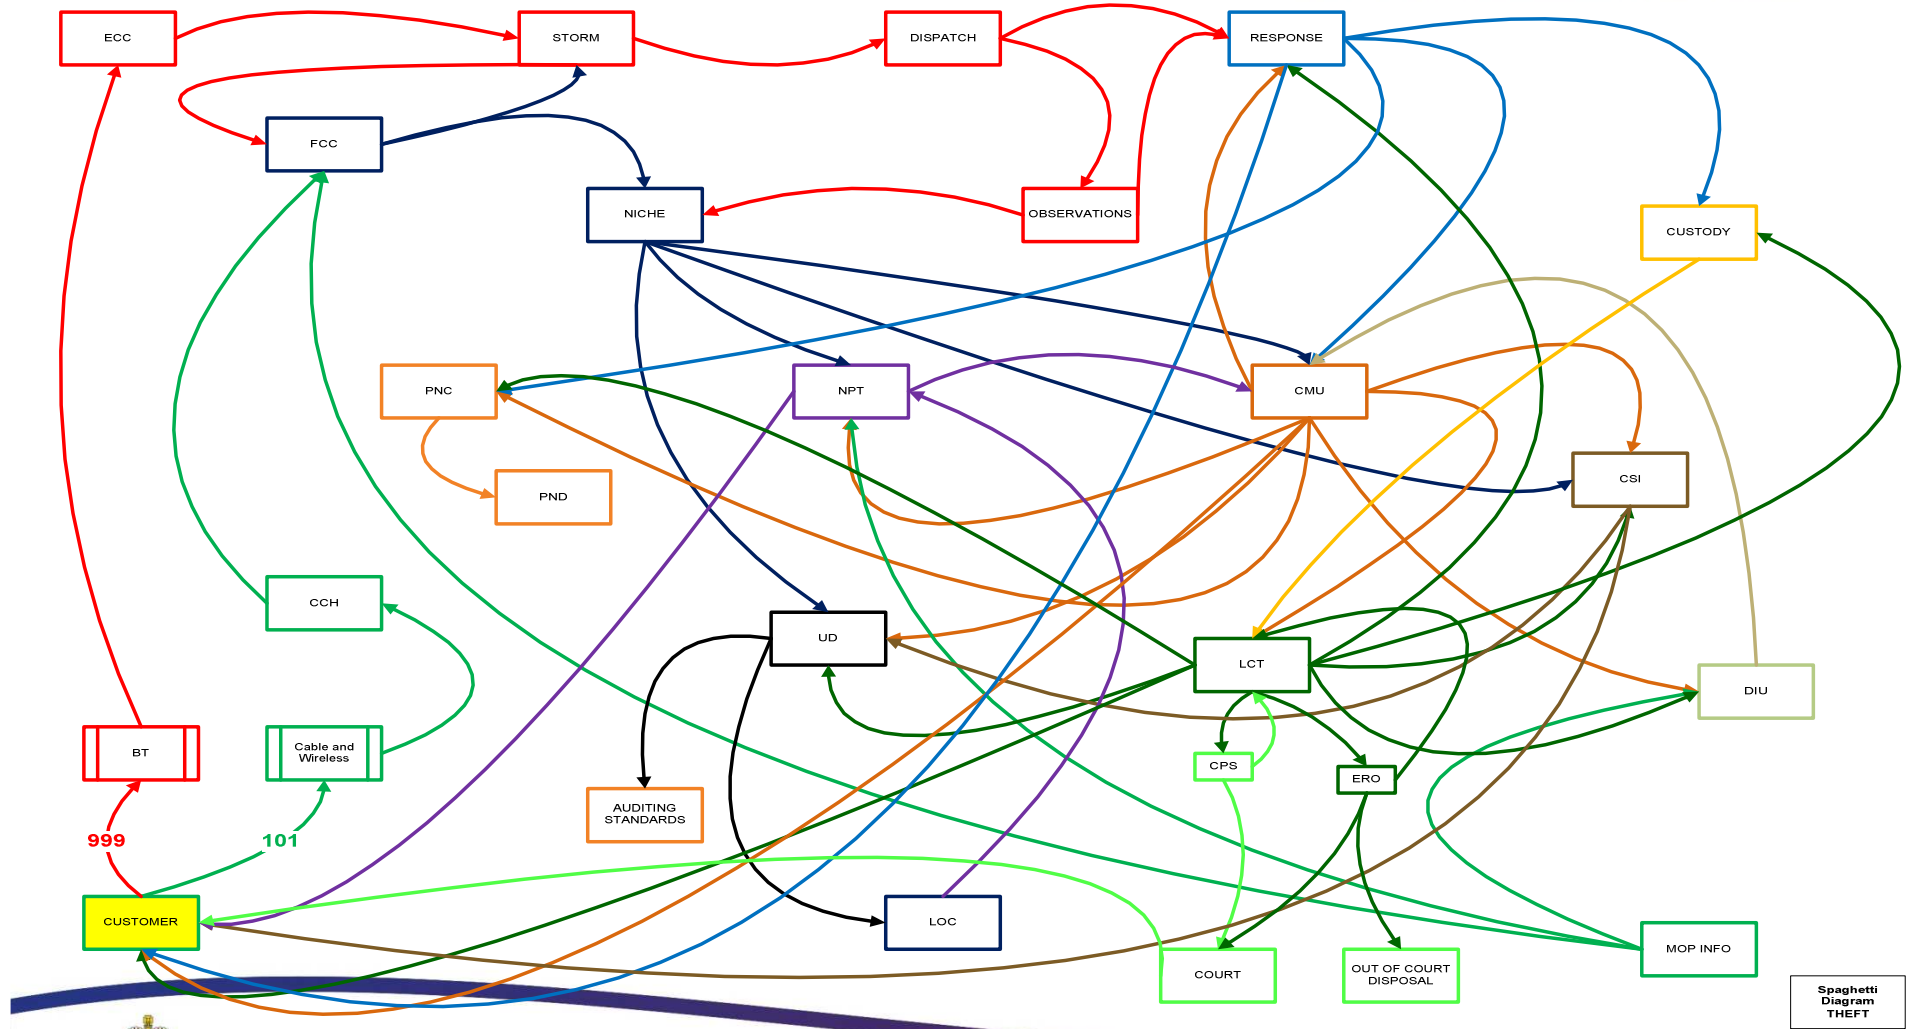 ECC
STORM
DISPATCH
RESPONSE
FCC
NICHE
OBSERVATIONS
CUSTODY
PNC
NPT
CMU
PND
CSI
CCH
UD
LCT
DIU
BT
Cable and
Wireless
CPS
ERO
AUDITING
STANDARDS
999
101
CUSTOMER
LOC
MOP INFO
COURT
OUT OF COURT
DISPOSAL
Spaghetti
Diagram
THEFT